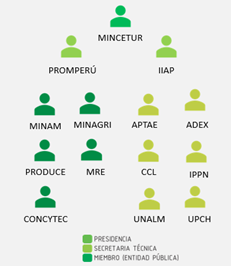 MINCETUR
PROMPERÚ IIAP
MINAM MINAGRI APTAE ADEX
PRODUCE MRE CCL IPPN
CONCYTEC UNALM UPCH
PRESIDENCIA
SECRETARIA TÉCNICA
MIEMBRO (ENTIDAD PÚBLICA)